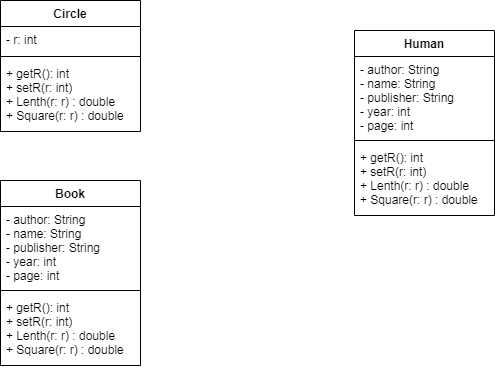 Circle
- r: int
+ getR(): int
+ setR(r: int)
+ Lenth(r: r) : double
+ Square(r: r) : double
Human
- author: String
- name: String
- publisher: String
- year: int
- page: int
+ getR(): int
+ setR(r: int)
+ Lenth(r: r) : double
+ Square(r: r) : double
Book
- author: String
- name: String
- publisher: String
- year: int
- page: int
+ getR(): int
+ setR(r: int)
+ Lenth(r: r) : double
+ Square(r: r) : double